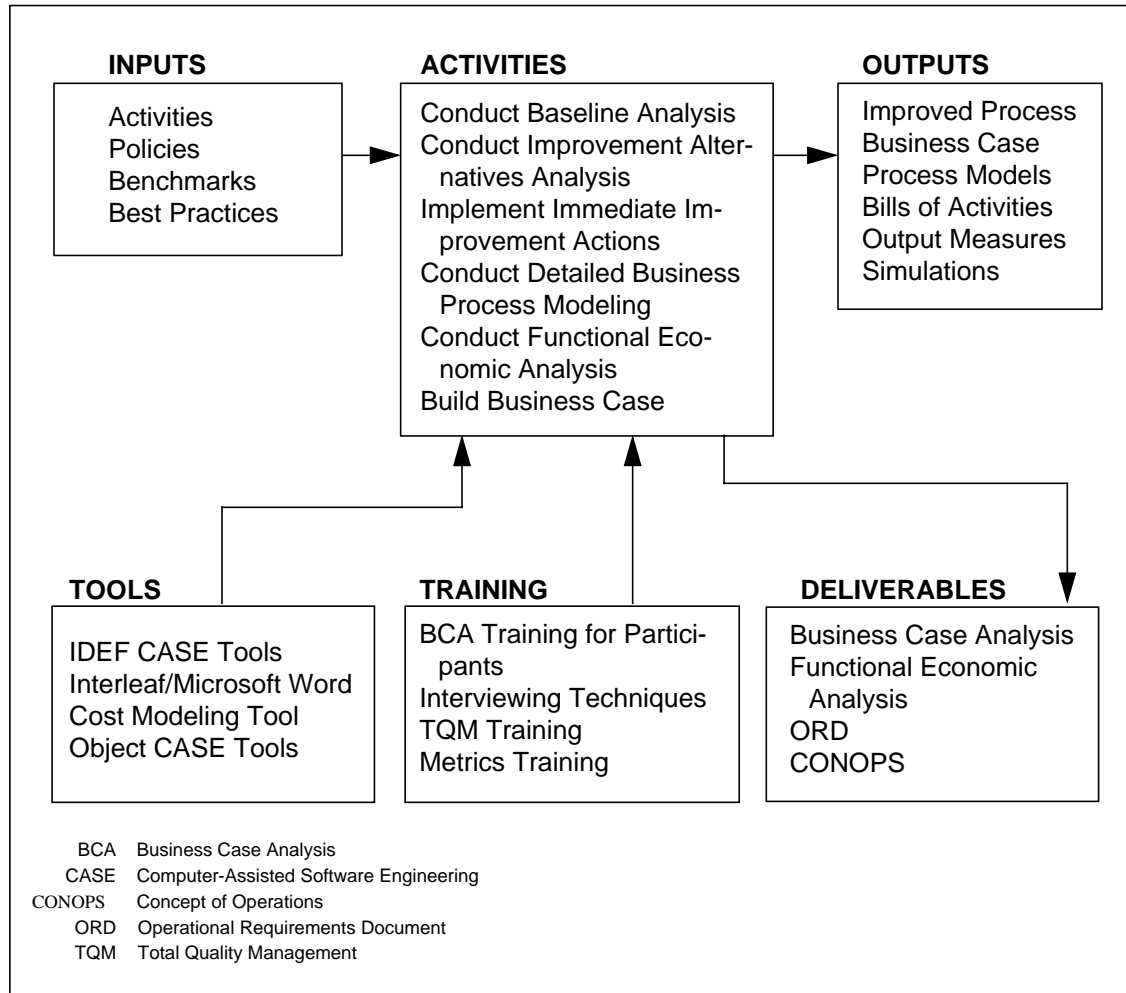 INPUTS
Activities
Policies
Benchmarks
Best Practices
ACTIVITIES
Conduct Baseline Analysis
Conduct Improvement Alter-
natives Analysis
Implement Immediate Im-
provement Actions
Conduct Detailed Business
Process Modeling
Conduct Functional Eco-
nomic Analysis
Build Business Case
OUTPUTS
Improved Process
Business Case
Process Models
Bills of Activities
Output Measures
Simulations
TOOLS
IDEF CASE Tools
Interleaf/Microsoft Word
Cost Modeling Tool
Object CASE Tools
TRAINING
BCA Training for Partici-
pants
Interviewing Techniques
TQM Training
Metrics Training
DELIVERABLES
Business Case Analysis
Functional Economic
Analysis
ORD
CONOPS
BCA Business Case Analysis
CASE Computer-Assisted Software Engineering
CONOPS Concept of Operations
ORD Operational Requirements Document
TQM Total Quality Management